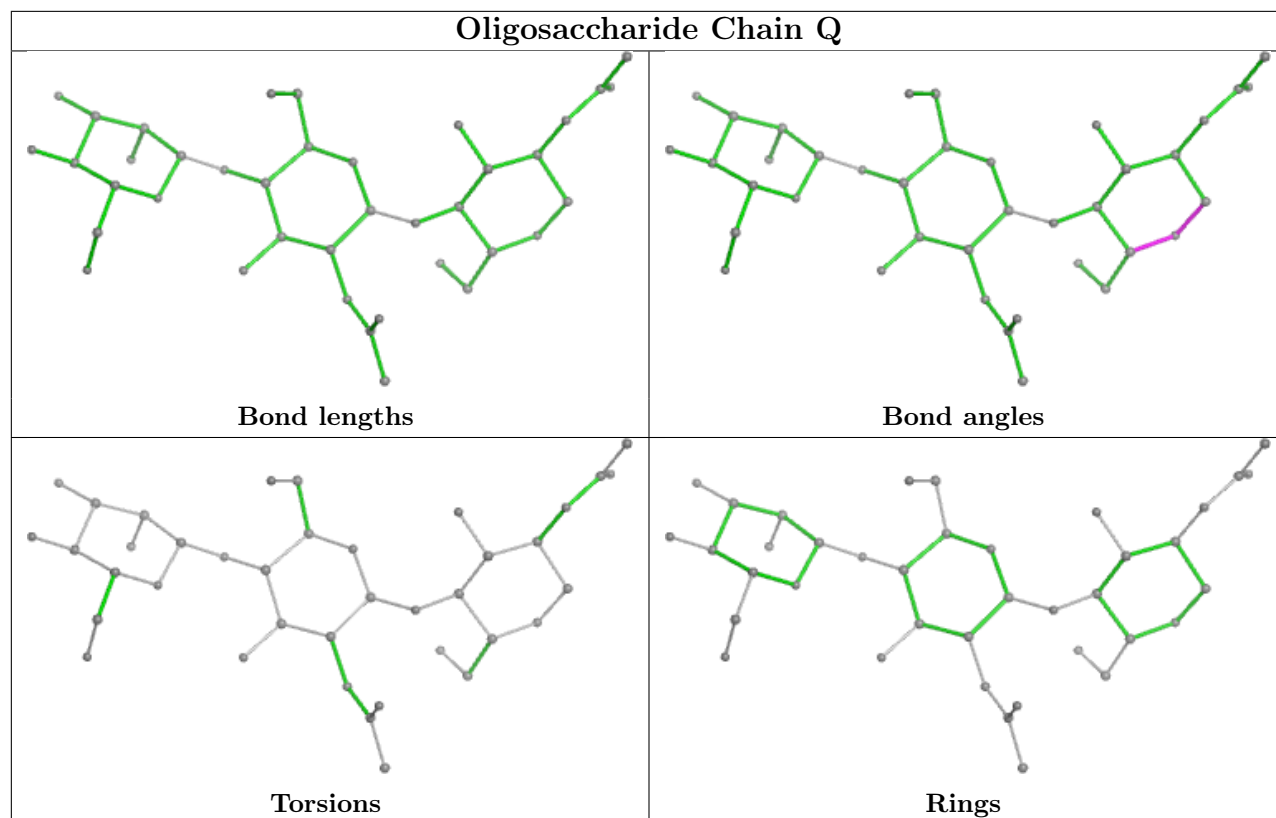 Oligosaccharide Chain Q
Bond lengths
Bond angles
Torsions
Rings